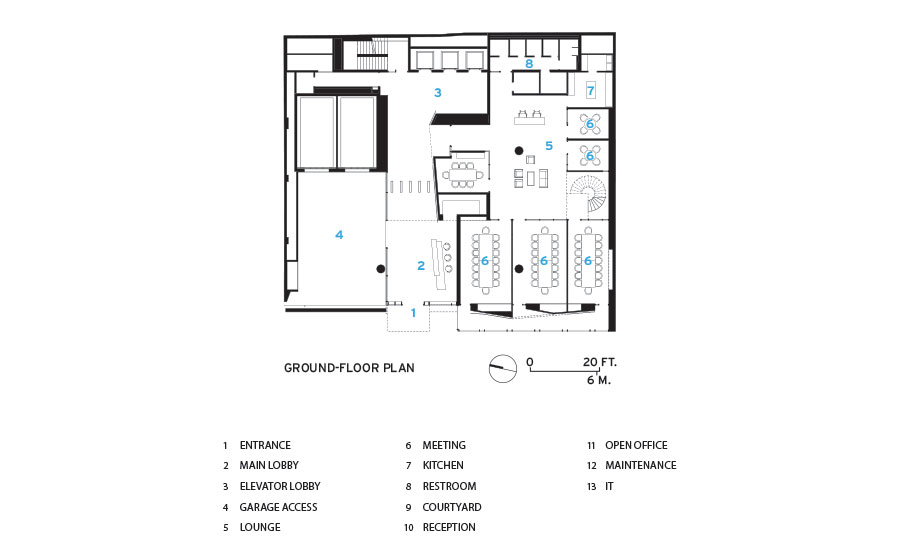 8
3
7
6
5
6
4
2
6
6
6
1
GROUND-FLOOR PLAN
0 20 FT.
6 M.
1 ENTRANCE
2 MAIN LOBBY
3 ELEVATOR LOBBY
4 GARAGE ACCESS
5 LOUNGE
6 MEETING
7 KITCHEN
8 RESTROOM
9 COURTYARD
10 RECEPTION
11 OPEN OFFICE
12 MAINTENANCE
13 IT